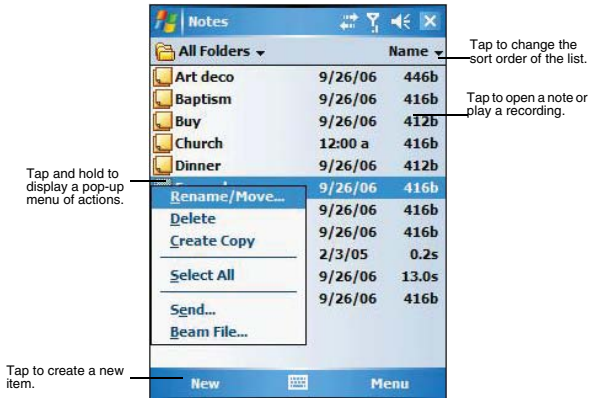 Notes
All Folders Name
Tap to change the
sort order of the list.
Art deco 9/26/06 446b
Baptism 9/26/06 416b
Tap to open a note or
play a recording.
Buy 9/26/06 412b
Church 12:00 a 416b
Dinner 9/26/06 412b
Tap and hold to
display a pop-up
menu of actions.
9/26/06 416b
Rename/Move...
9/26/06 416b
Delete
9/26/06 416b
Create Copy
2/3/05 0.2s
Select All 9/26/06 13.0s
9/26/06 416b
Send...
Beam File...
Tap to create a new
item.
New Menu